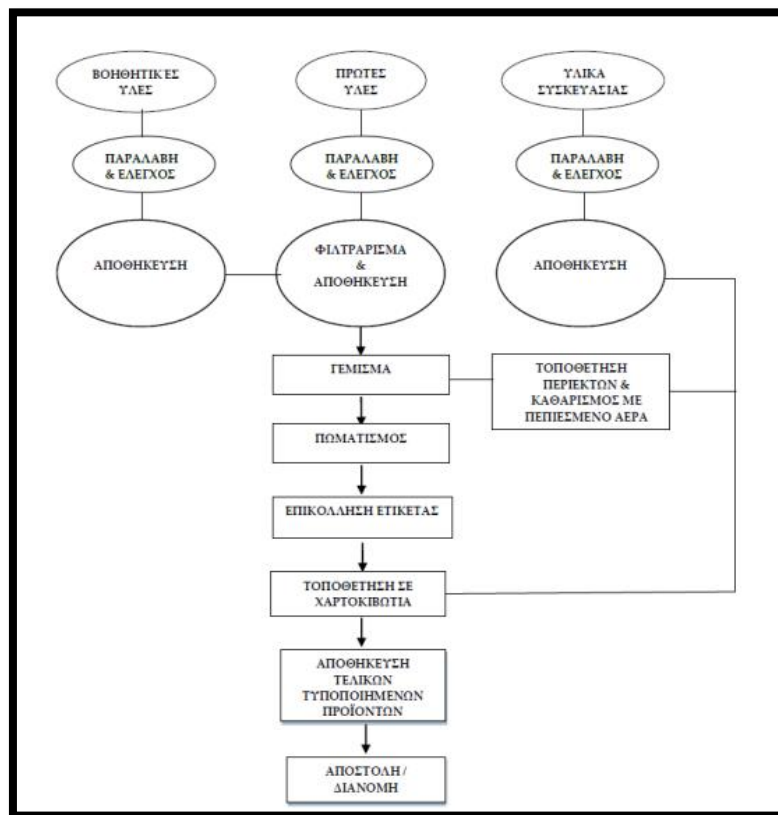 ΒΟΗΘΗΤΙΚΈΣ
ΥΛΕΣ
ΠΡΩΤΕΣ
ΥΛΕΣ
ΥΛΙΚΑ
ΣΥΣΚΕΥΑΣΙΑΣ
ΠΑΡΑΛΑΒΗ
& ΕΛΕΓΧΟΣ
ΠΑΡΑΛΑΒΗ
& ΕΛΕΓΧΟΣ
ΠΑΡΑΛΑΒΗ
& ΕΛΕΓΧΟΣ
ΑΠΟΘΗΚΕΥΣΗ
ΦΙΛΤΡΑΡΙΣΜΑ
&
ΑΠΟΘΗΚΕΥΣΗ
ΑΠΟΘΗΚΕΥΣΗ
ΓΕΜΙΣΜΑ
ΤΟΠΟΘΕΤΗΣΗ
ΠΕΡΙΕΚΤΩΝ &
ΚΑΘΑΡΙΣΜΟΣ ΜΕ
ΠΕΠΙΕΣΜΕΝΟ ΑΕΡΑ
ΠΩΜΑΤΙΣΜΟΣ
ΕΠΙΚΟΛΛΗΣΗ ΕΤΙΚΕΤΑΣ
ΤΟΠΟΘΕΤΗΣΗ ΣΕ
ΧΑΡΤΟΚΙΒΩΤΙΑ
ΑΠΟΘΗΚΕΥΣΗ
ΤΕΛΙΚΩΝ
ΤΥΠΟΠΟΙΗΜΕΝΩΝ
ΠΡΟΪΟΝΤΩΝ
ΑΠΟΣΤΟΛΗ /
ΔΙΑΝΟΜΗ